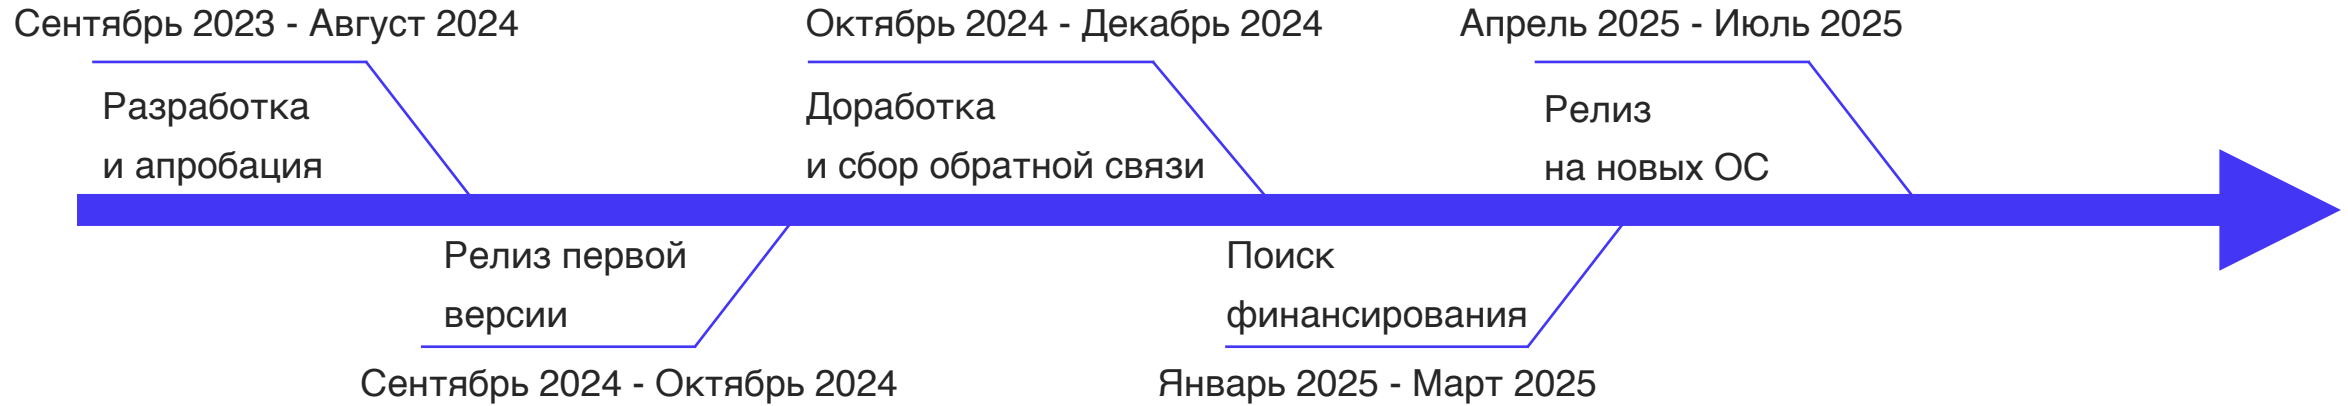 Сентябрь 2023 - Август 2024
Разработка
и апробация
Релиз первой
версии
Сентябрь 2024 - Октябрь 2024
Октябрь 2024 - Декабрь 2024
Доработка
и сбор обратной связи
Поиск
финансирования
Январь 2025 - Март 2025
Апрель 2025 - Июль 2025
Релиз
на новых ОС